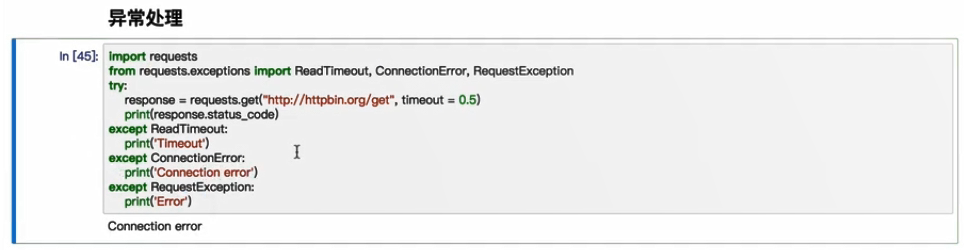 异常处理
In [45]:
import requests
from requests.exceptions import ReadTimeout, ConnectionError, RequestException
try:
    response = requests.get("http://httpbin.org/get", timeout = 0.5)
    print(response.status_code)
except ReadTimeout:
    print('Timeout')
except ConnectionError:
    print('Connection error')
except RequestException:
    print('Error')
Connection error